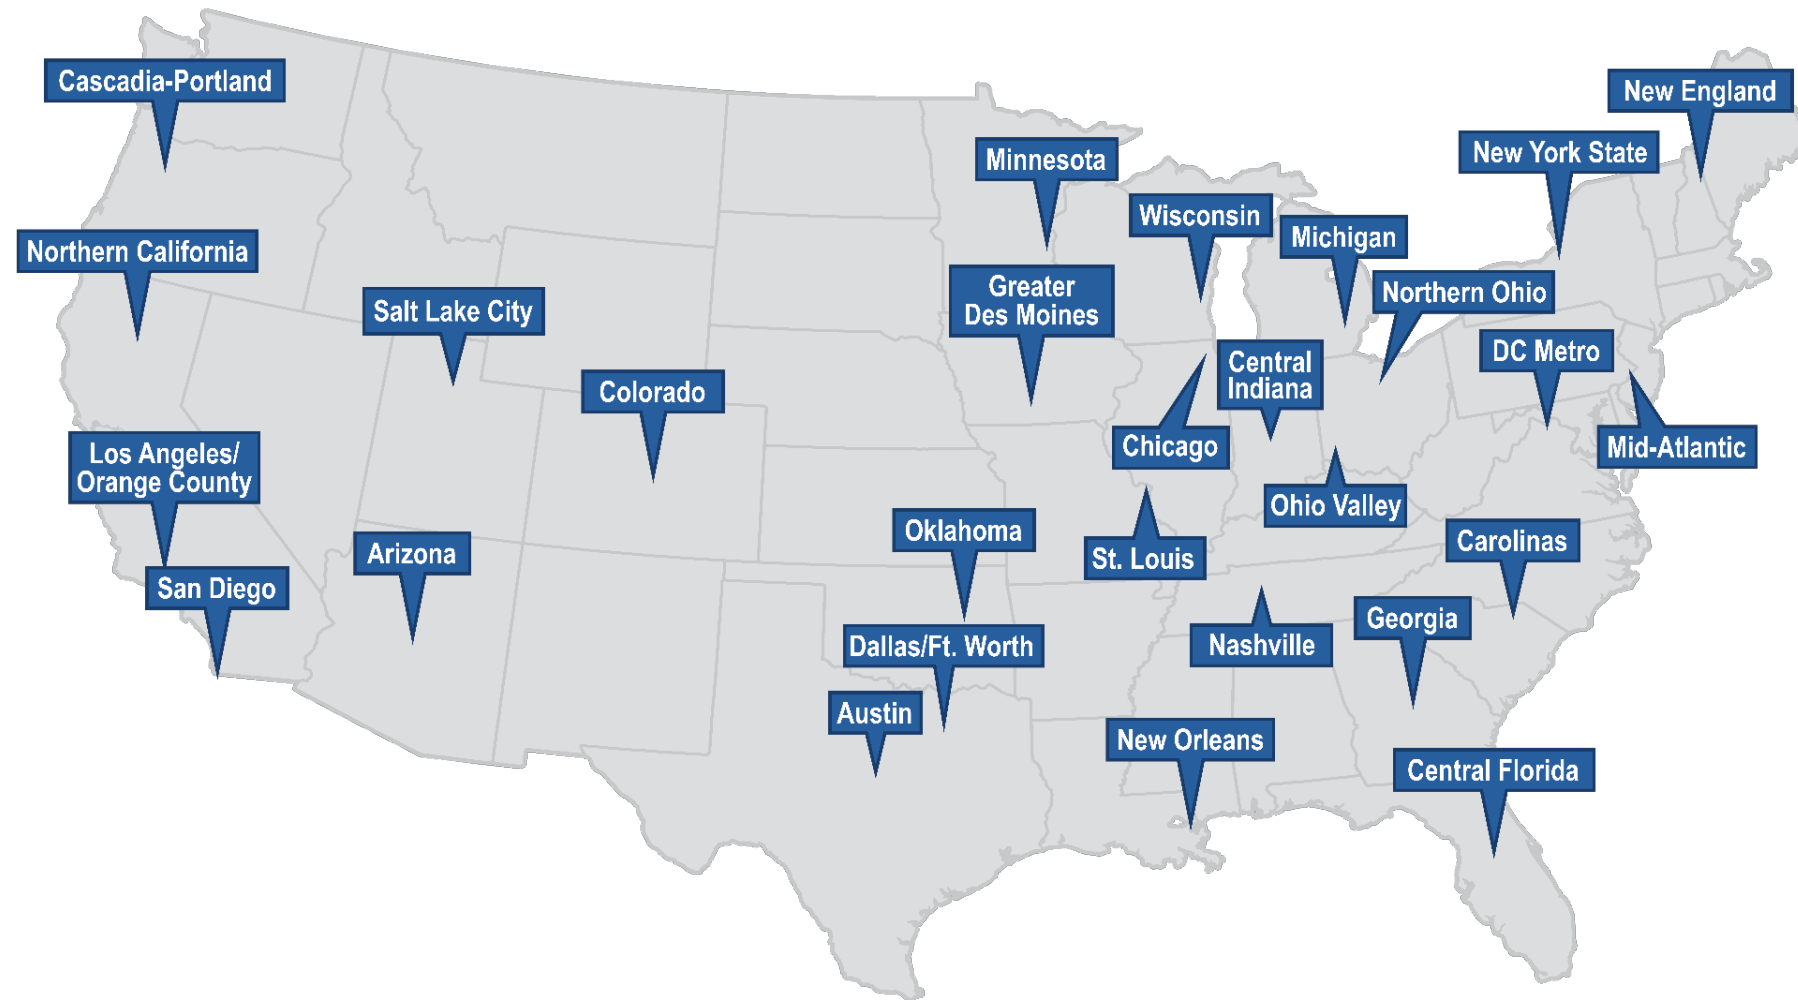 Cascadia-Portland
New England
New York State
Minnesota
Wisconsin
Michigan
Northern California
Greater
Des Moines
Northern Ohio
Salt Lake City
DC Metro
Central
Indiana
Colorado
Chicago
Mid-Atlantic
Los Angeles/
Orange County
Ohio Valley
Oklahoma
Carolinas
Arizona
St. Louis
San Diego
Georgia
Dallas/Ft. Worth
Nashville
Austin
New Orleans
Central Florida